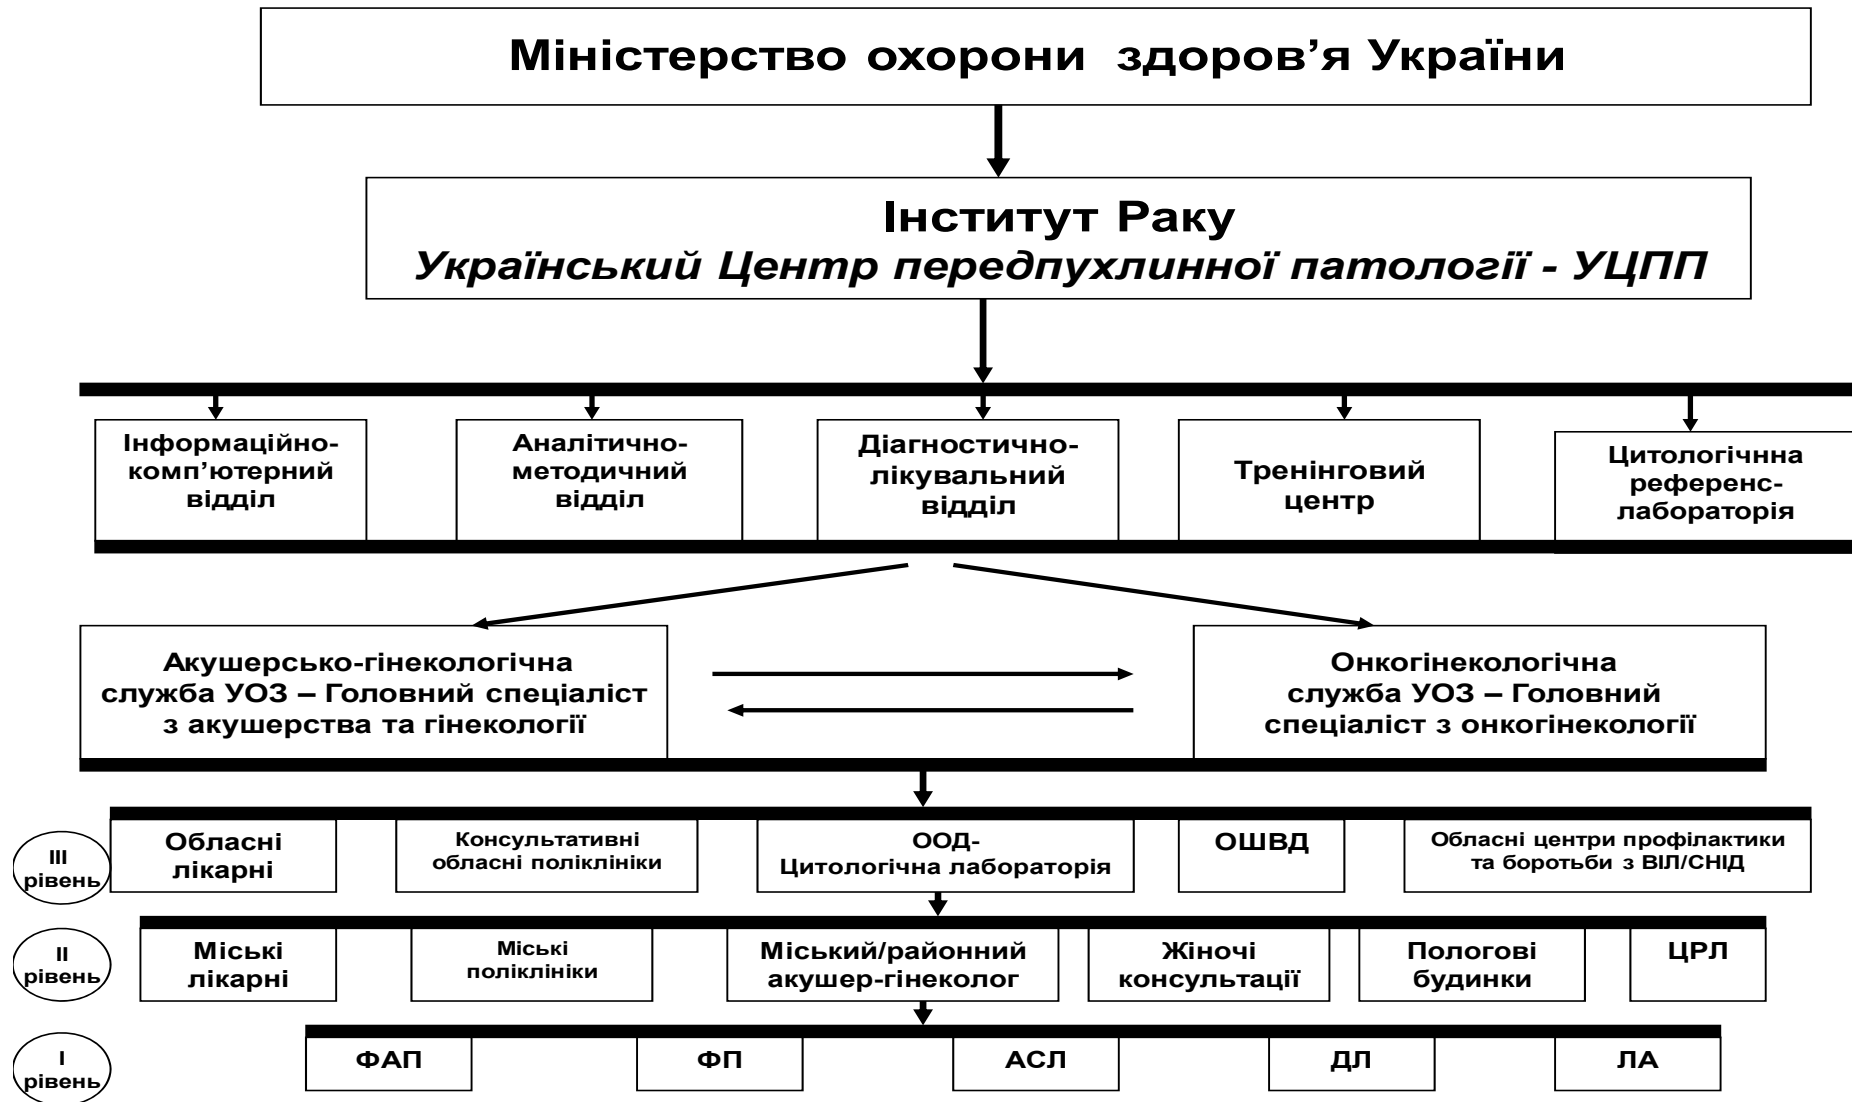 Міністерство охорони здоров’я України
Інститут Раку
Український Центр передпухлинної патології - УЦПП
Інформаційно-
комп’ютерний
відділ
Аналітично-
методичний
відділ
Діагностично-
лікувальний
відділ
Тренінговий
центр
Цитологічнна
референс-
лабораторія
Акушерсько-гінекологічна
служба УОЗ – Головний спеціаліст
з акушерства та гінекології
Онкогінекологічна
служба УОЗ – Головний
спеціаліст з онкогінекології
III
рівень
Обласні
лікарні
Консультативні
обласні поліклініки
ООД-
Цитологічна лабораторія
ОШВД
Обласні центри профілактики
та боротьби з ВІЛ/СНІД
II
рівень
Міські
лікарні
Міські
поліклініки
Міський/районний
акушер-гінеколог
Жіночі
консультації
Пологові
будинки
ЦРЛ
I
рівень
ФАП
ФП
АСЛ
ДЛ
ЛА